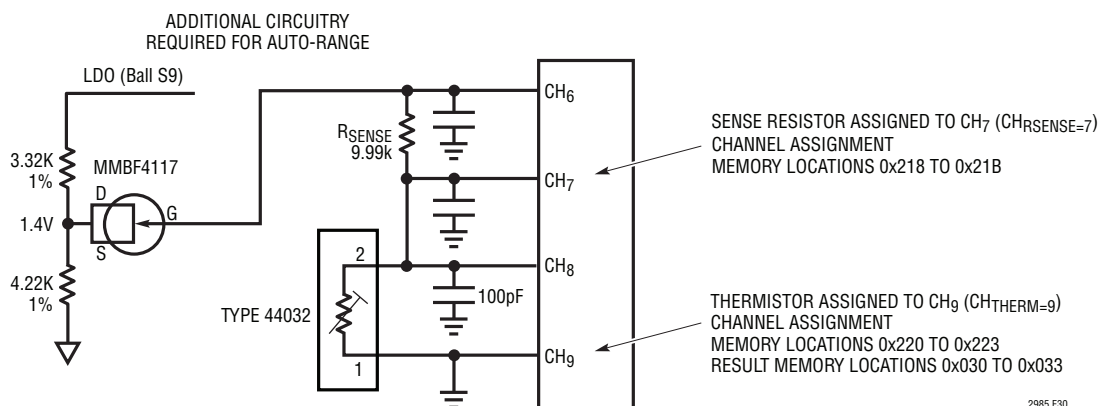 ADDITIONAL CIRCUITRY
REQUIRED FOR AUTO-RANGE
LDO (Ball S9)
3.32K
1%
MMBF4117
D
G
S
1.4V
4.22K
1%
RSENSE
9.99k
TYPE 44032
2
1
100pF
CH6
CH7
CH8
CH9
SENSE RESISTOR ASSIGNED TO CH7 (CHRSENSE=7)
CHANNEL ASSIGNMENT
MEMORY LOCATIONS 0x218 TO 0x21B
THERMISTOR ASSIGNED TO CH9 (CHTHERM=9)
CHANNEL ASSIGNMENT
MEMORY LOCATIONS 0x220 TO 0x223
RESULT MEMORY LOCATIONS 0x030 TO 0x033
2985 F30